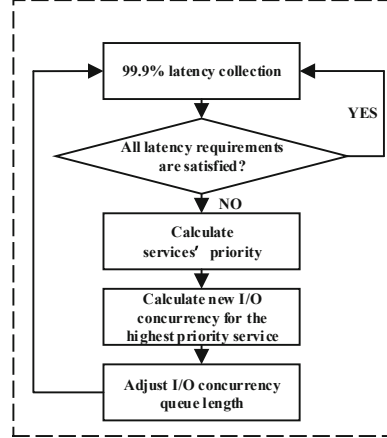 99.9% latency collection
YES
All latency requirements
are satisfied?
NO
Calculate
services' priority
Calculate new I/O
concurrency for the
highest priority service
Adjust I/O concurrency
queue length